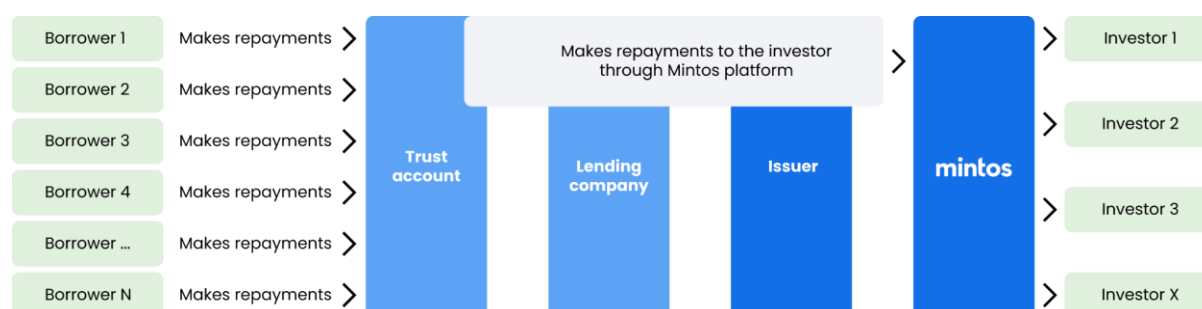 Borrower 1
Makes repayments
Makes repayments to the investor
through Mintos platform
Investor 1
Borrower 2
Makes repayments
Investor 2
Borrower 3
Makes repayments
Trust
account
Lending
company
Issuer
mintos
Borrower 4
Makes repayments
Investor 3
Borrower ...
Makes repayments
Borrower N
Makes repayments
Investor X